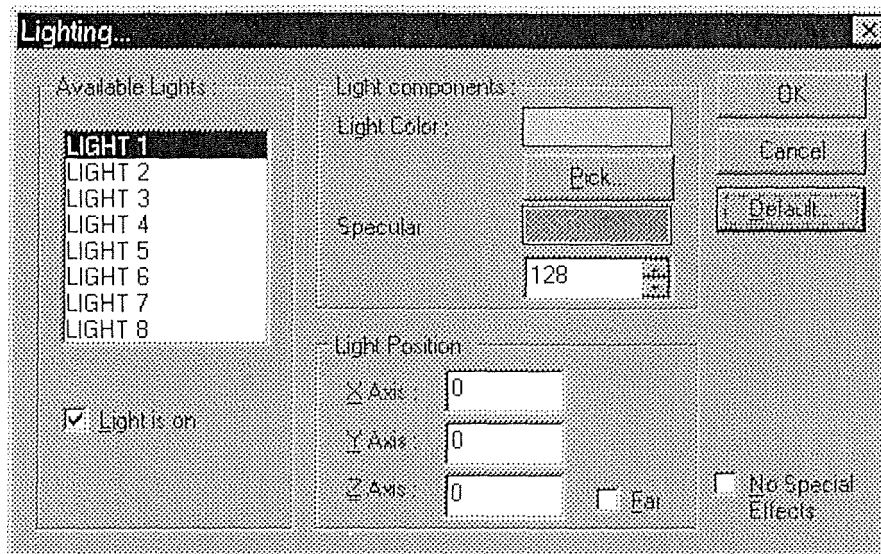 Lighting...
Available Lights :
LIGHT 1
LIGHT 2
LIGHT 3
LIGHT 4
LIGHT 5
LIGHT 6
LIGHT 7
LIGHT 8
Light is on
Light components :
Light Color :
Pick...
Specular
128
Light Position
X Axis : 0
Y Axis : 0
Z Axis : 0
Far
OK
Cancel
Default...
No Special
Effects